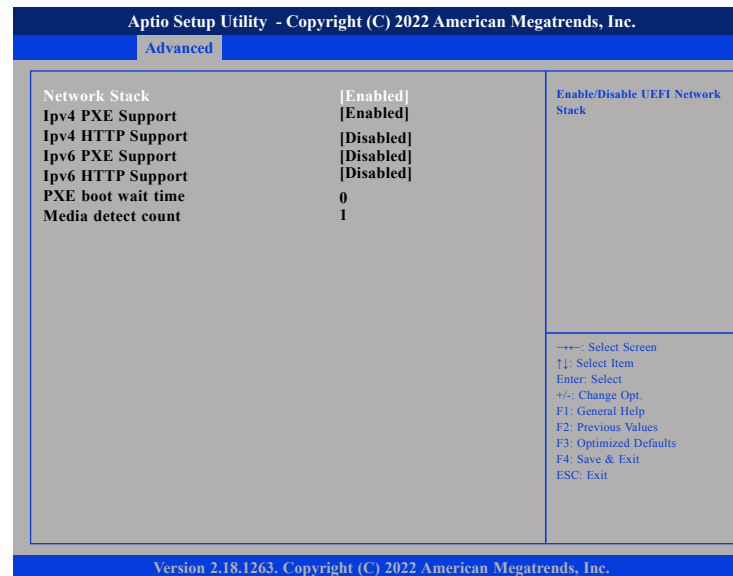 Aptio Setup Utility - Copyright (C) 2022 American Megatrends, Inc.
Advanced
Network Stack [Enabled]
Ipv4 PXE Support [Enabled]
Ipv4 HTTP Support [Disabled]
Ipv6 PXE Support [Disabled]
Ipv6 HTTP Support [Disabled]
PXE boot wait time 0
Media detect count 1
Enable/Disable UEFI Network
Stack
→←: Select Screen
↑↓: Select Item
Enter: Select
+/-: Change Opt.
F1: General Help
F2: Previous Values
F3: Optimized Defaults
F4: Save & Exit
ESC: Exit
Version 2.18.1263. Copyright (C) 2022 American Megatrends, Inc.